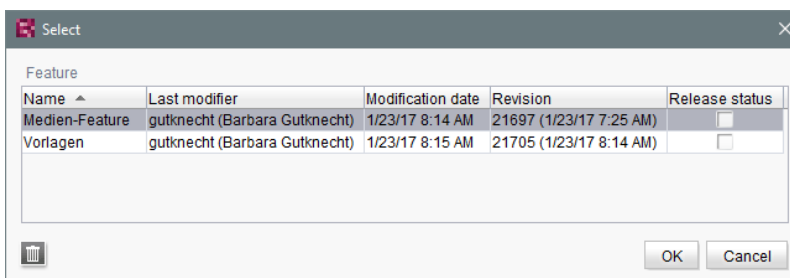 Select
Feature
Name Last modifier Modification date Revision Release status
Medien-Feature gutknecht (Barbara Gutknecht) 1/23/17 8:14 AM 21697 (1/23/17 7:25 AM)
Vorlagen gutknecht (Barbara Gutknecht) 1/23/17 8:15 AM 21705 (1/23/17 8:14 AM)
OK Cancel